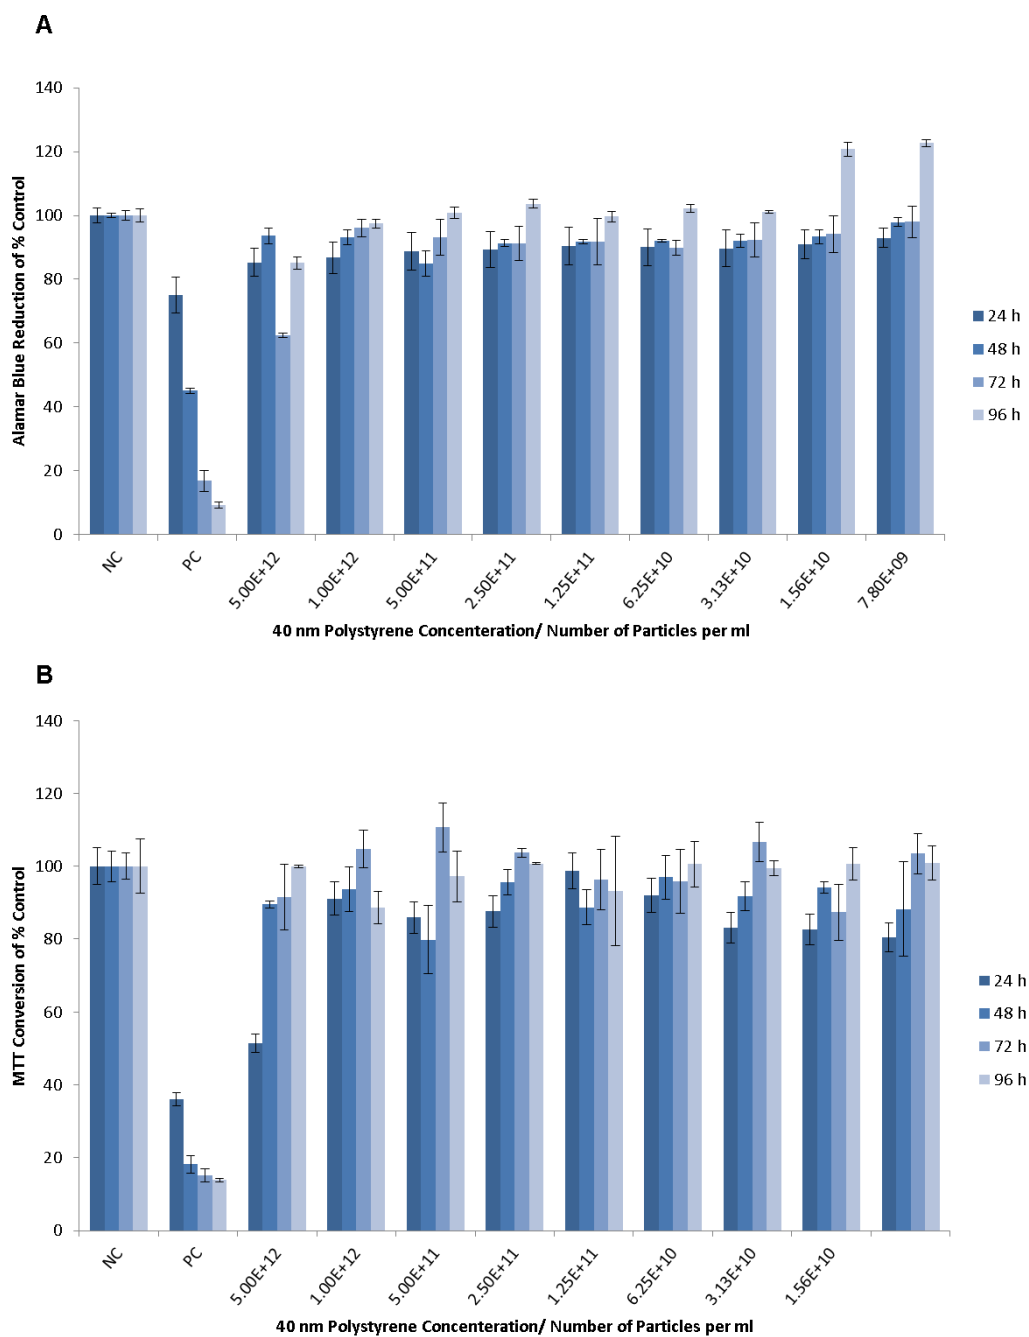 A
140
120
100
80
60
40
20
0
Alamar Blue Reduction of % Control
NC
PC
5.00E+12
1.00E+12
5.00E+11
2.50E+11
1.25E+11
6.25E+10
3.13E+10
1.56E+10
7.80E+09
40 nm Polystyrene Concenteration/ Number of Particles per ml
24 h
48 h
72 h
96 h
B
140
120
100
80
60
40
20
0
MTT Conversion of % Control
NC
PC
5.00E+12
1.00E+12
5.00E+11
2.50E+11
1.25E+11
6.25E+10
3.13E+10
1.56E+10
40 nm Polystyrene Concenteration/ Number of Particles per ml
24 h
48 h
72 h
96 h